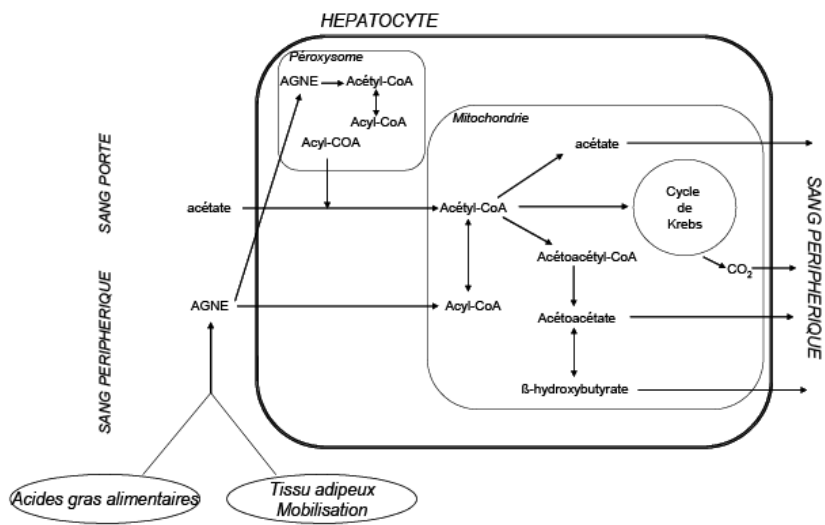 HEPATOCYTE
Péroxysome
AGNE
Acétyl-CoA
Acyl-CoA
Acyl-COA
Mitochondrie
SANG PORTE
acétate
Acétyl-CoA
acétate
Cycle
de
Krebs
CO2
Acétoacétyl-CoA
SANG PERIPHERIQUE
AGNE
Acyl-CoA
Acétoacétate
ß-hydroxybutyrate
SANG PERIPHERIQUE
Acides gras alimentaires
Tissu adipeux
Mobilisation